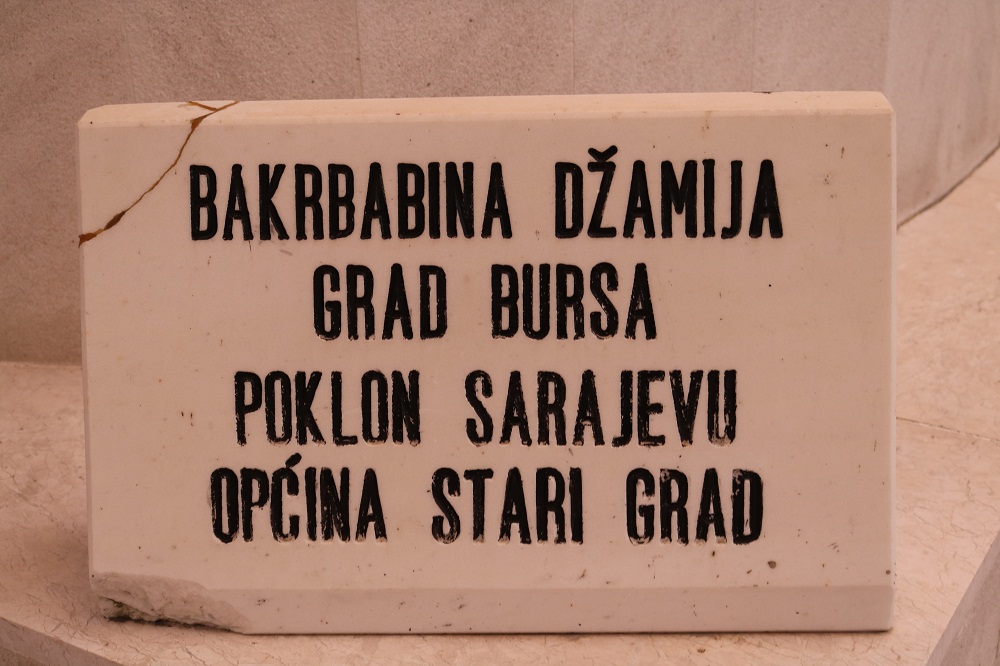 BAKRBABINA DŽAMIJA
GRAD BURSA
POKLON SARAJEVU
OPĆINA STARI GRAD